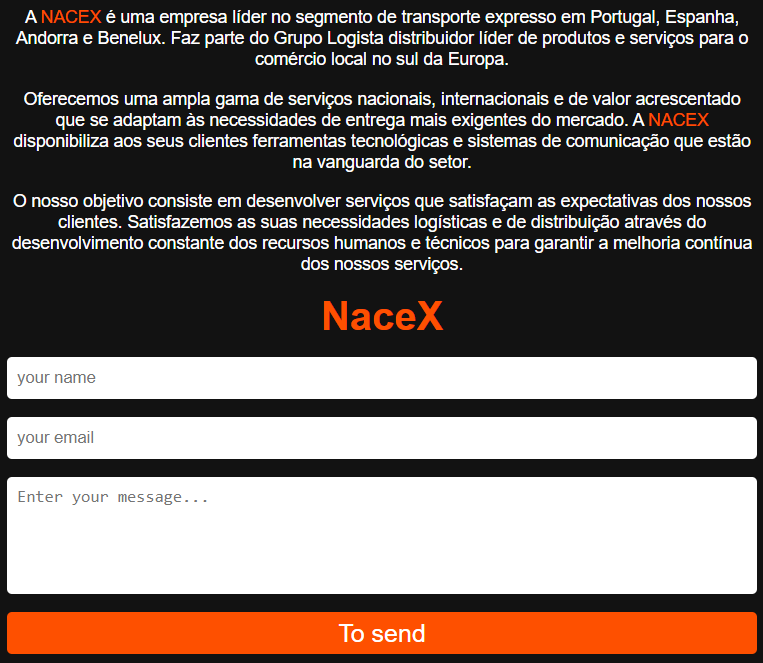 A NACEX é uma empresa líder no segmento de transporte expresso em Portugal, Espanha,
Andorra e Benelux. Faz parte do Grupo Logista distribuidor líder de produtos e serviços para o
comércio local no sul da Europa.
Oferecemos uma ampla gama de serviços nacionais, internacionais e de valor acrescentado
que se adaptam às necessidades de entrega mais exigentes do mercado. A NACEX
disponibiliza aos seus clientes ferramentas tecnológicas e sistemas de comunicação que estão
na vanguarda do setor.
O nosso objetivo consiste em desenvolver serviços que satisfaçam as expectativas dos nossos
clientes. Satisfazemos as suas necessidades logísticas e de distribuição através do
desenvolvimento constante dos recursos humanos e técnicos para garantir a melhoria contínua
dos nossos serviços.
NaceX
your name
your email
Enter your message...
To send